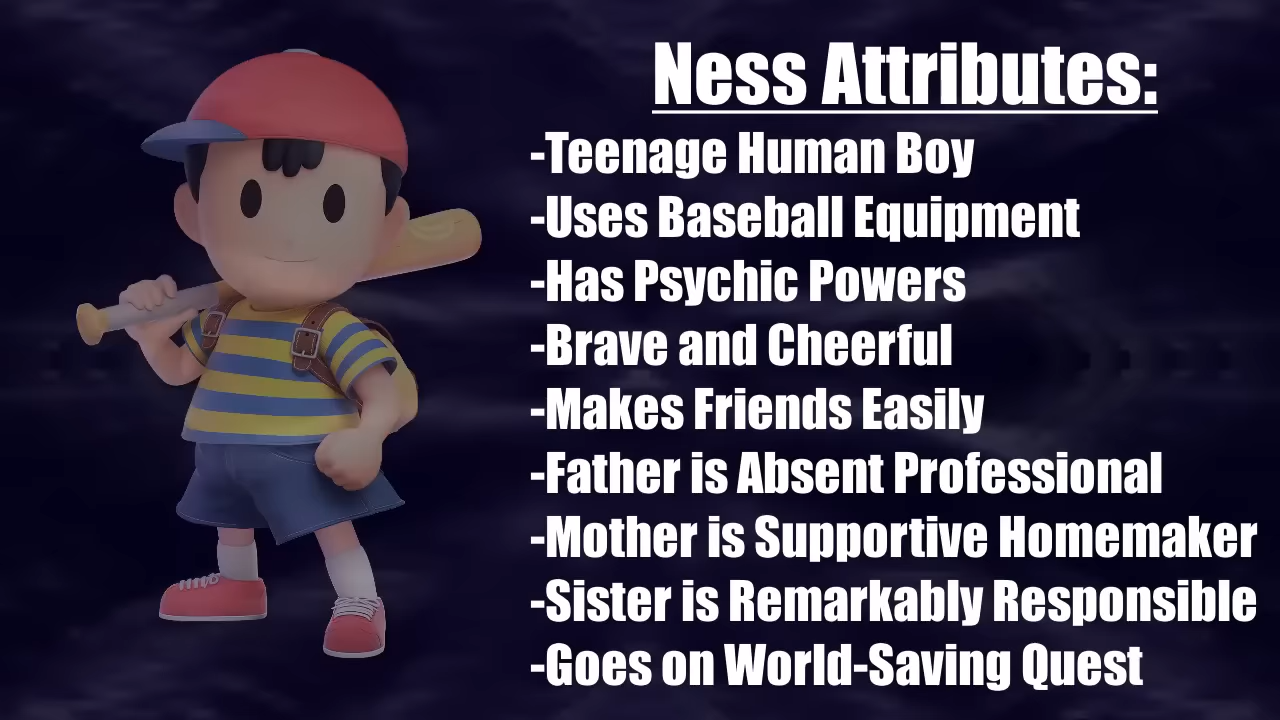 Ness Attributes:
-Teenage Human Boy
-Uses Baseball Equipment
-Has Psychic Powers
-Brave and Cheerful
-Makes Friends Easily
-Father is Absent Professional
-Mother is Supportive Homemaker
-Sister is Remarkably Responsible
-Goes on World-Saving Quest